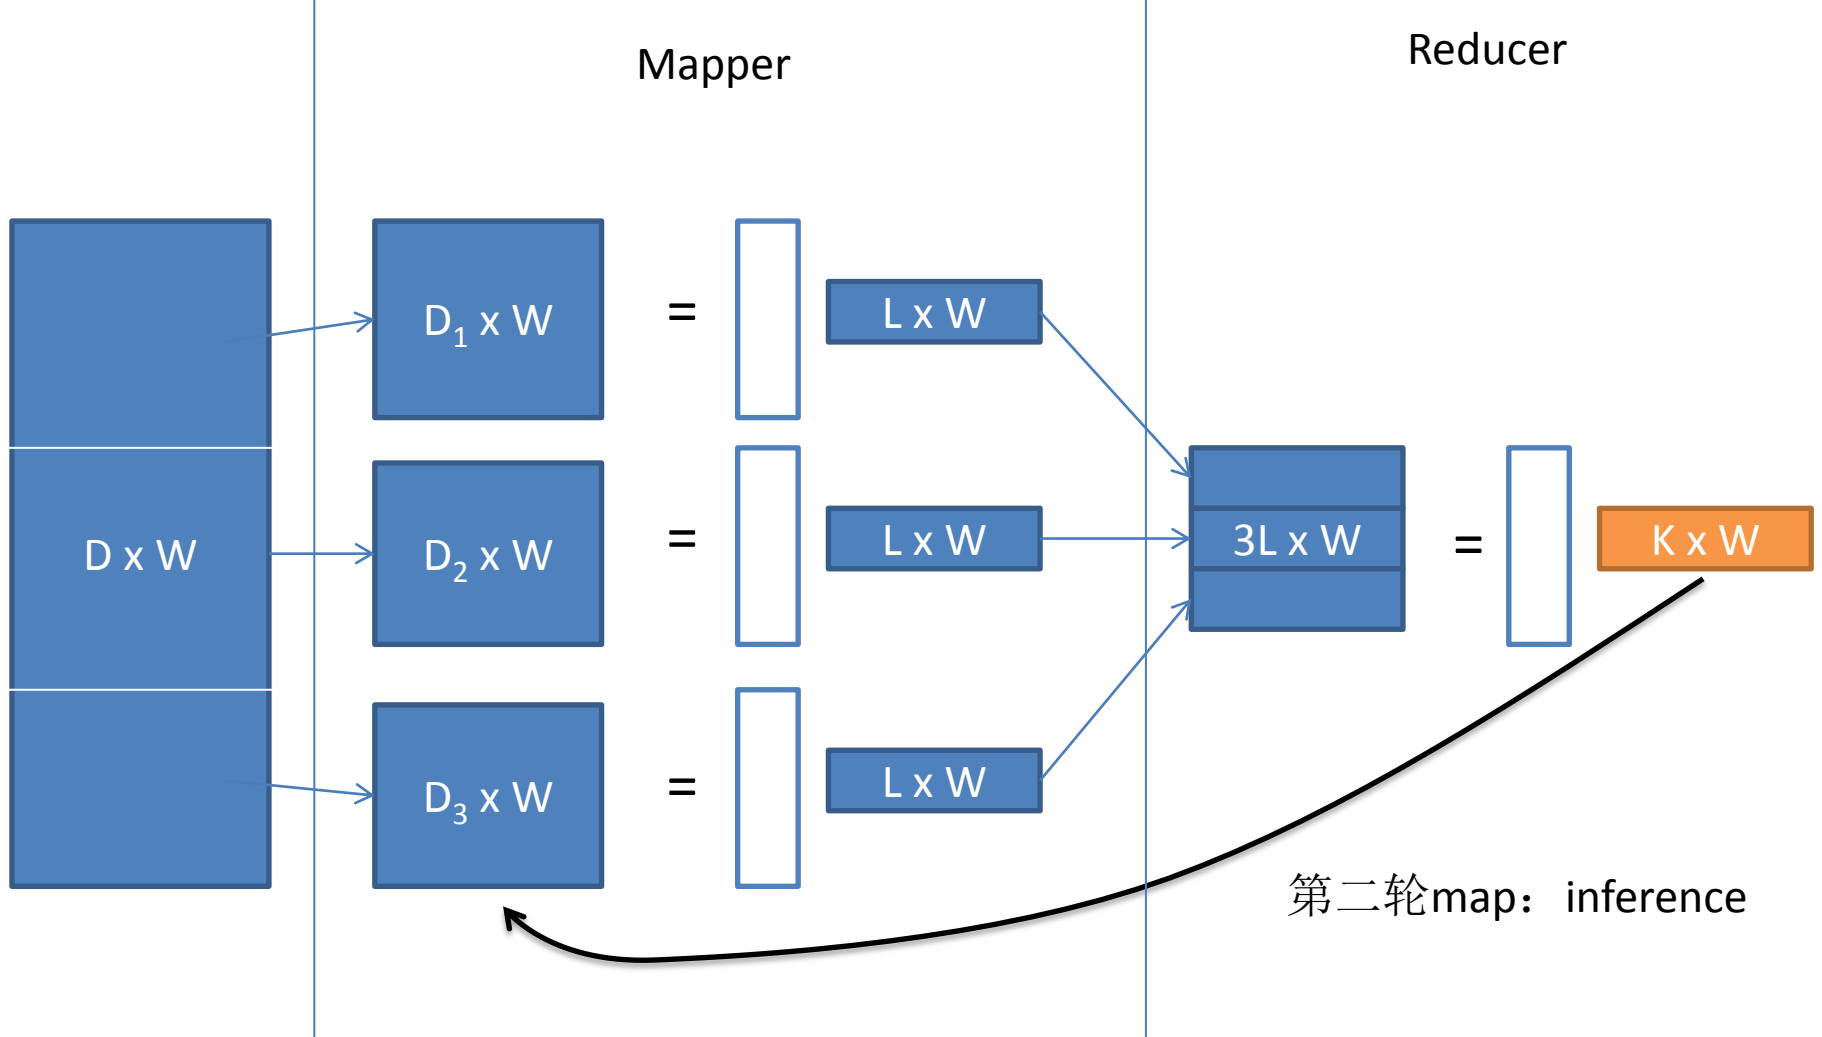 Mapper
Reducer
D x W
D₁ x W
=
L x W
D₂ x W
=
L x W
D₃ x W
=
L x W
3L x W
=
K x W
第二轮map：inference